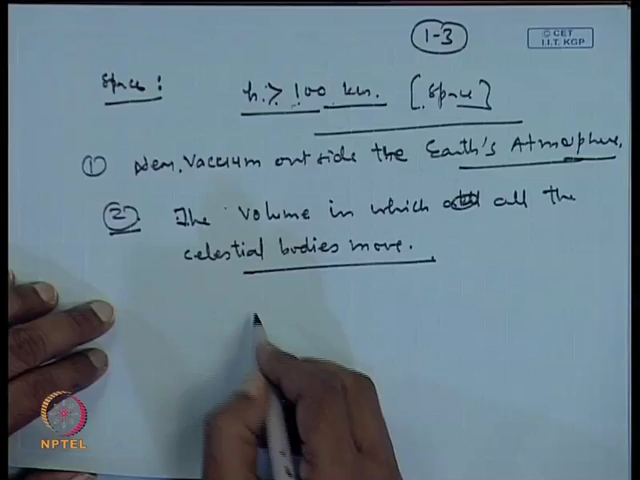 1-3
© CET
I.I.T. KGP
Space: h > 100 km. [Space]
① Near Vaccum outside the Earth's Atmosphere.
② The Volume in which all the
celestial bodies move.
NPTEL